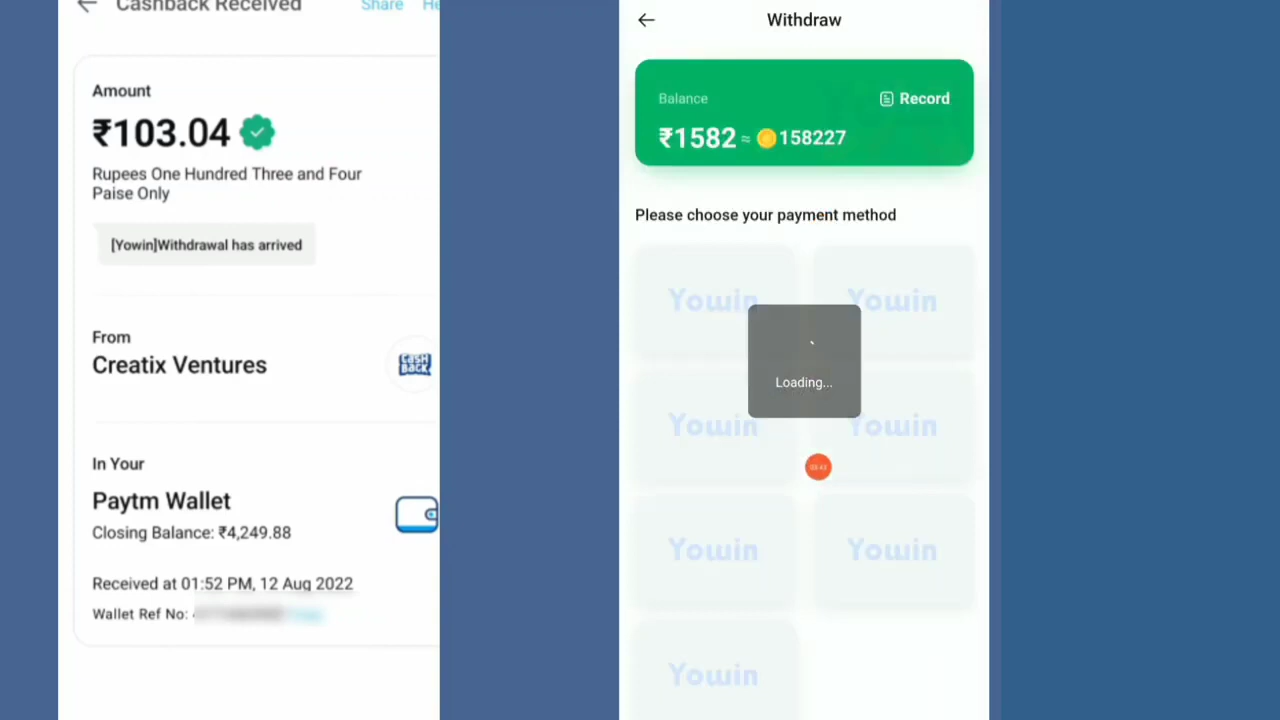 Cashback Received
Share
Amount
₹103.04
Rupees One Hundred Three and Four
Paise Only
[Yowin]Withdrawal has arrived
From
Creatix Ventures
CASH
BACK
In Your
Paytm Wallet
Closing Balance: ₹4,249.88
Received at 01:52 PM, 12 Aug 2022
Wallet Ref No:
Withdraw
Balance
Record
₹1582 ≈ 158227
Please choose your payment method
Yowin
Yowin
Loading...
Yowin
Yowin
Yowin
Yowin
Yowin